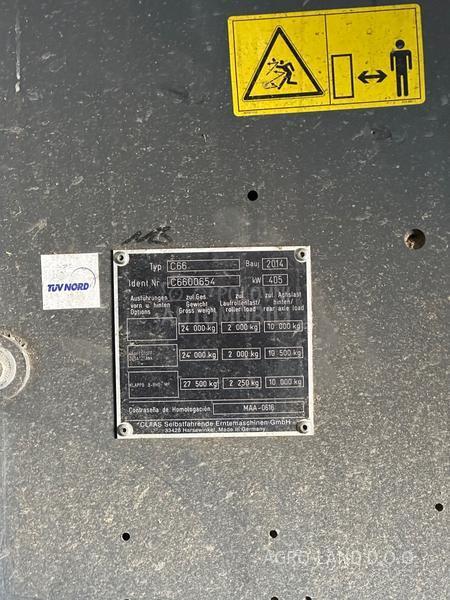 TÜV NORD
Typ C66 Bauj 2014
Ident Nr C6600654 kW 405
Ausführungen vorn u hinten Options
zul Ges Gewicht Gross weight
zul Laufrollenlast/ roller load
zul. Achslast hinten/ rear axle load
24 000 kg 2 000 kg 10 000 kg
24 000 kg 2 000 kg 10 500 kg
27 500 kg 2 250 kg 10 000 kg
Contraseña de Homologación MAA-0616
CLAAS Selbstfahrende Erntemaschinen GmbH
33428 Harsewinkel, Made in Germany
AGRO LAND D.O.O.